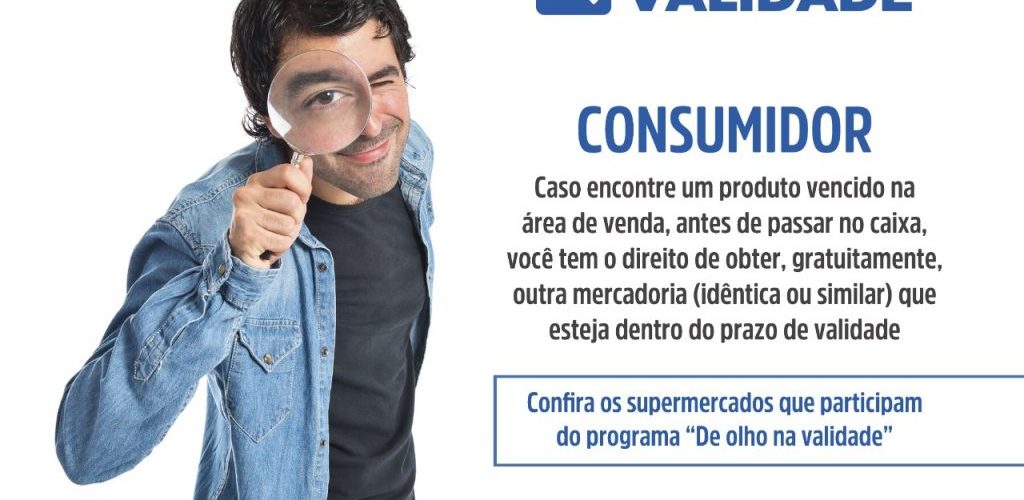 VALIDADE
CONSUMIDOR
Caso encontre um produto vencido na
área de venda, antes de passar no caixa,
você tem o direito de obter, gratuitamente,
outra mercadoria (idêntica ou similar) que
esteja dentro do prazo de validade
Confira os supermercados que participam
do programa “De olho na validade”